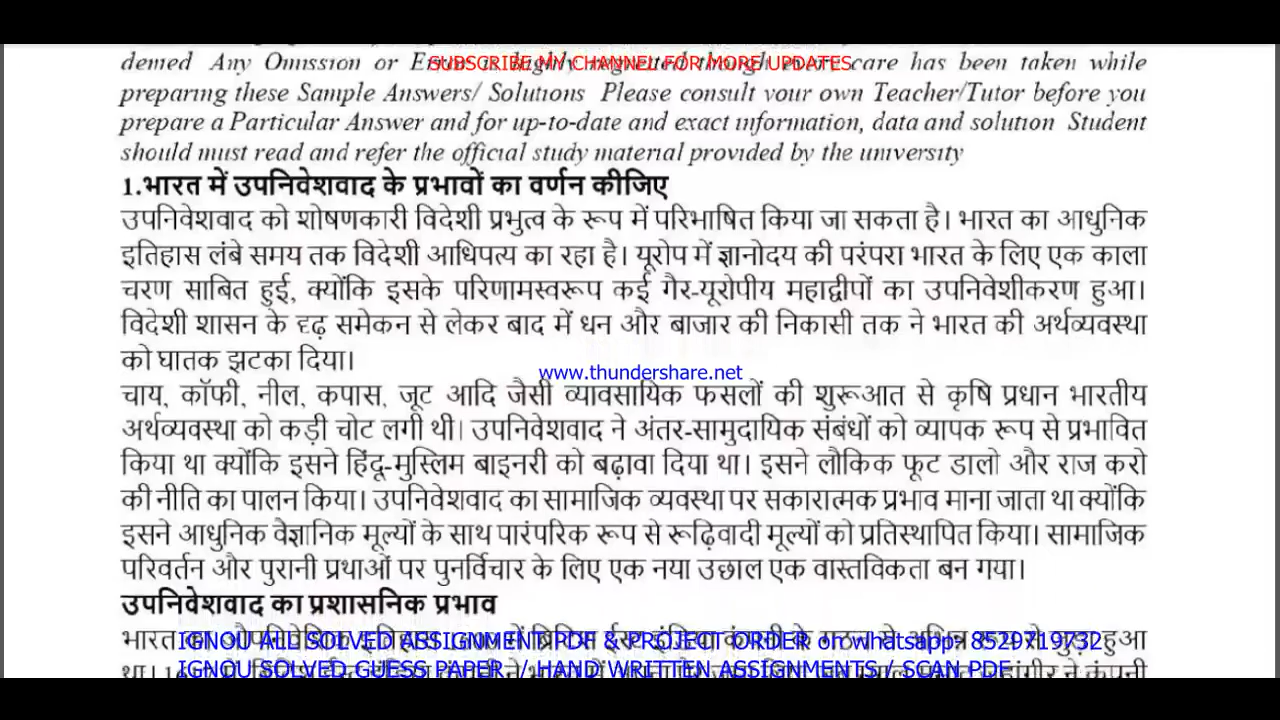 demed Any Omission or
SUBSCRIBE MY CHANNEL FOR MORE UPDATES
care has been taken while
preparing these Sample Answers/ Solutions Please consult your own Teacher/Tutor before you
prepare a Particular Answer and for up-to-date and exact information, data and solution Student
should must read and refer the official study material provided by the university
1.भारत में उपनिवेशवाद के प्रभावों का वर्णन कीजिए
उपनिवेशवाद को शोषणकारी विदेशी प्रभुत्व के रूप में परिभाषित किया जा सकता है। भारत का आधुनिक
इतिहास लंबे समय तक विदेशी आधिपत्य का रहा है। यूरोप में ज्ञानोदय की परंपरा भारत के लिए एक काला
चरण साबित हुई, क्योंकि इसके परिणामस्वरूप कई गैर-यूरोपीय महाद्वीपों का उपनिवेशीकरण हुआ।
विदेशी शासन के दृढ़ समेकन से लेकर बाद में धन और बाजार की निकासी तक ने भारत की अर्थव्यवस्था
को घातक झटका दिया।
www.thundershare.net
चाय, कॉफी, नील, कपास, जूट आदि जैसी व्यावसायिक फसलों की शुरूआत से कृषि प्रधान भारतीय
अर्थव्यवस्था को कड़ी चोट लगी थी। उपनिवेशवाद ने अंतर-सामुदायिक संबंधों को व्यापक रूप से प्रभावित
किया था क्योंकि इसने हिंदू-मुस्लिम बाइनरी को बढ़ावा दिया था। इसने लौकिक फूट डालो और राज करो
की नीति का पालन किया। उपनिवेशवाद का सामाजिक व्यवस्था पर सकारात्मक प्रभाव माना जाता था क्योंकि
इसने आधुनिक वैज्ञानिक मूल्यों के साथ पारंपरिक रूप से रूढ़िवादी मूल्यों को प्रतिस्थापित किया। सामाजिक
परिवर्तन और पुरानी प्रथाओं पर पुनर्विचार के लिए एक नया उछाल एक वास्तविकता बन गया।
उपनिवेशवाद का प्रशासनिक प्रभाव
भारत का हुआ
IGNOU ALL SOLVED ASSIGNMENT PDF & PROJECT ORDER on whatsapp: 8529719732
था।
IGNOU SOLVED GUESS PAPER / HAND WRITTEN ASSIGNMENTS / SCAN PDF